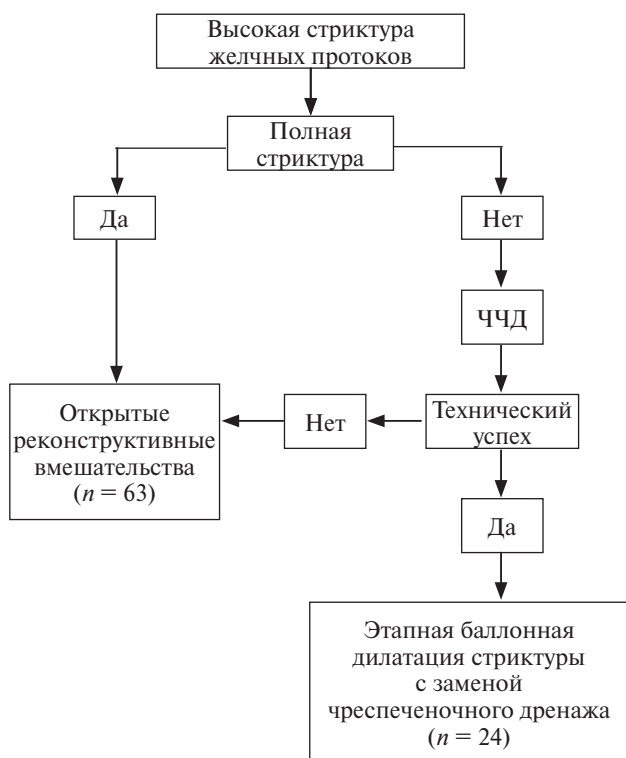 Высокая стриктура
желчных протоков
Полная
стриктура
Да
Нет
ЧЧД
Открытые
реконструктивные
вмешательства
(n = 63)
Нет
Технический
успех
Да
Этапная баллонная
дилатация стриктуры
с заменой
чреспеченочного дренажа
(n = 24)